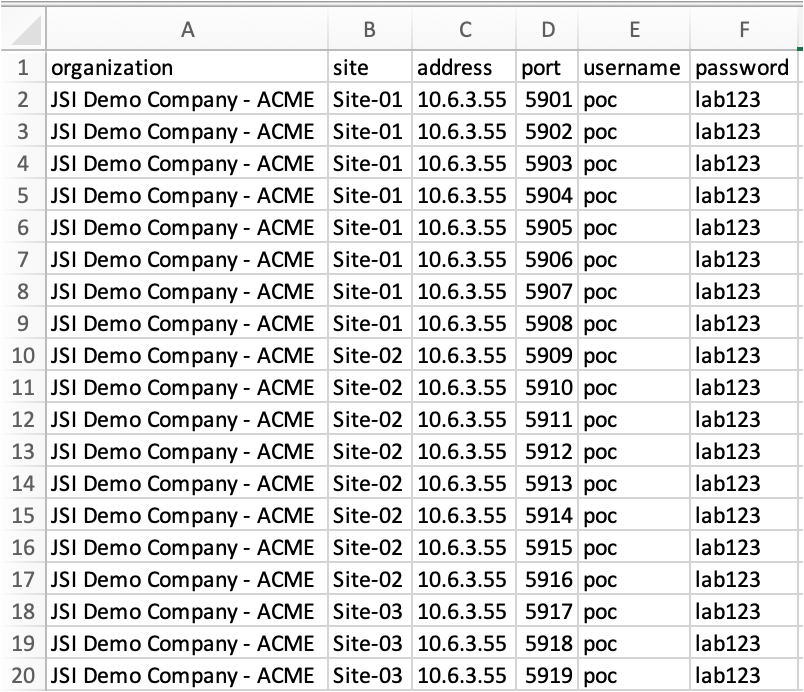 A B C D E F
1 organization site address port username password
2 JSI Demo Company - ACME Site-01 10.6.3.55 5901 poc lab123
3 JSI Demo Company - ACME Site-01 10.6.3.55 5902 poc lab123
4 JSI Demo Company - ACME Site-01 10.6.3.55 5903 poc lab123
5 JSI Demo Company - ACME Site-01 10.6.3.55 5904 poc lab123
6 JSI Demo Company - ACME Site-01 10.6.3.55 5905 poc lab123
7 JSI Demo Company - ACME Site-01 10.6.3.55 5906 poc lab123
8 JSI Demo Company - ACME Site-01 10.6.3.55 5907 poc lab123
9 JSI Demo Company - ACME Site-01 10.6.3.55 5908 poc lab123
10 JSI Demo Company - ACME Site-02 10.6.3.55 5909 poc lab123
11 JSI Demo Company - ACME Site-02 10.6.3.55 5910 poc lab123
12 JSI Demo Company - ACME Site-02 10.6.3.55 5911 poc lab123
13 JSI Demo Company - ACME Site-02 10.6.3.55 5912 poc lab123
14 JSI Demo Company - ACME Site-02 10.6.3.55 5913 poc lab123
15 JSI Demo Company - ACME Site-02 10.6.3.55 5914 poc lab123
16 JSI Demo Company - ACME Site-02 10.6.3.55 5915 poc lab123
17 JSI Demo Company - ACME Site-02 10.6.3.55 5916 poc lab123
18 JSI Demo Company - ACME Site-03 10.6.3.55 5917 poc lab123
19 JSI Demo Company - ACME Site-03 10.6.3.55 5918 poc lab123
20 JSI Demo Company - ACME Site-03 10.6.3.55 5919 poc lab123